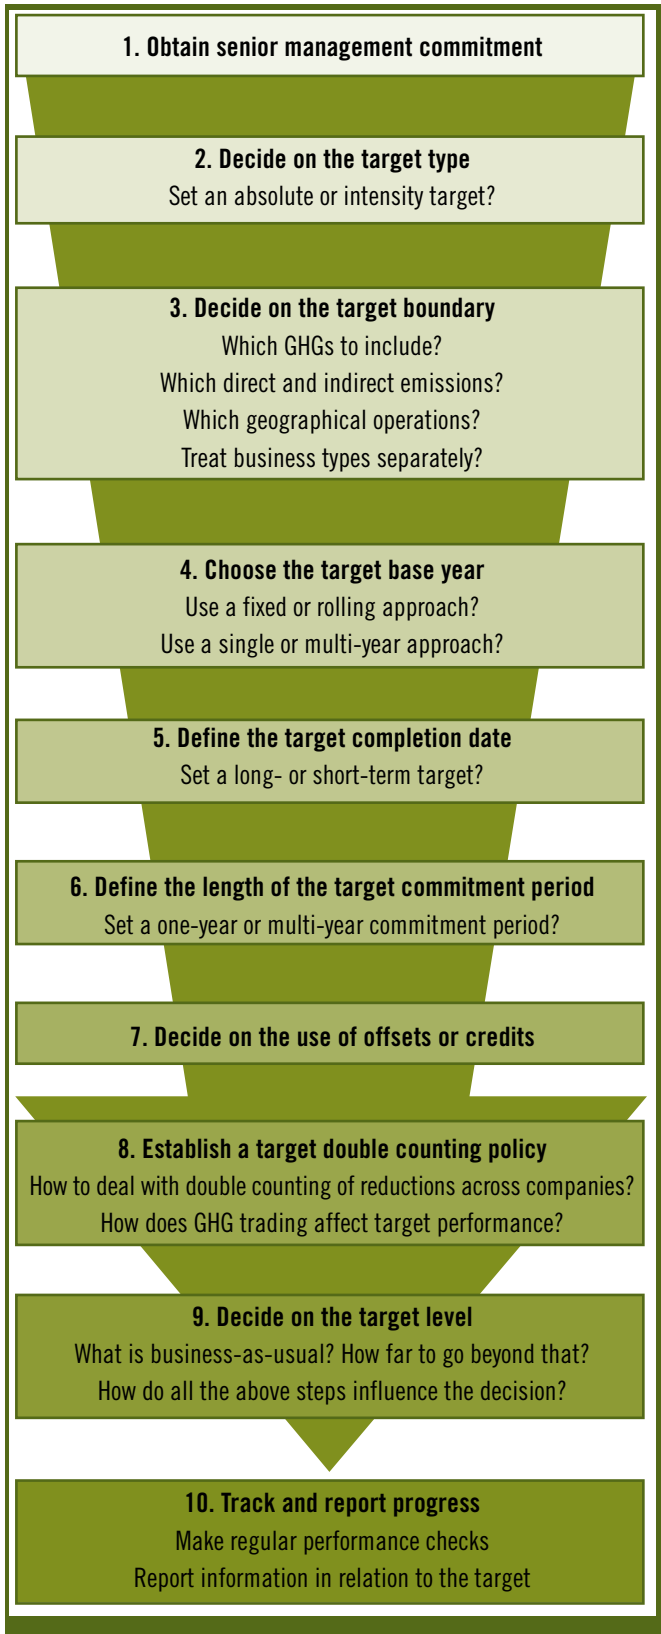 1. Obtain senior management commitment
2. Decide on the target type
Set an absolute or intensity target?
3. Decide on the target boundary
Which GHGs to include?
Which direct and indirect emissions?
Which geographical operations?
Treat business types separately?
4. Choose the target base year
Use a fixed or rolling approach?
Use a single or multi-year approach?
5. Define the target completion date
Set a long- or short-term target?
6. Define the length of the target commitment period
Set a one-year or multi-year commitment period?
7. Decide on the use of offsets or credits
8. Establish a target double counting policy
How to deal with double counting of reductions across companies?
How does GHG trading affect target performance?
9. Decide on the target level
What is business-as-usual? How far to go beyond that?
How do all the above steps influence the decision?
10. Track and report progress
Make regular performance checks
Report information in relation to the target